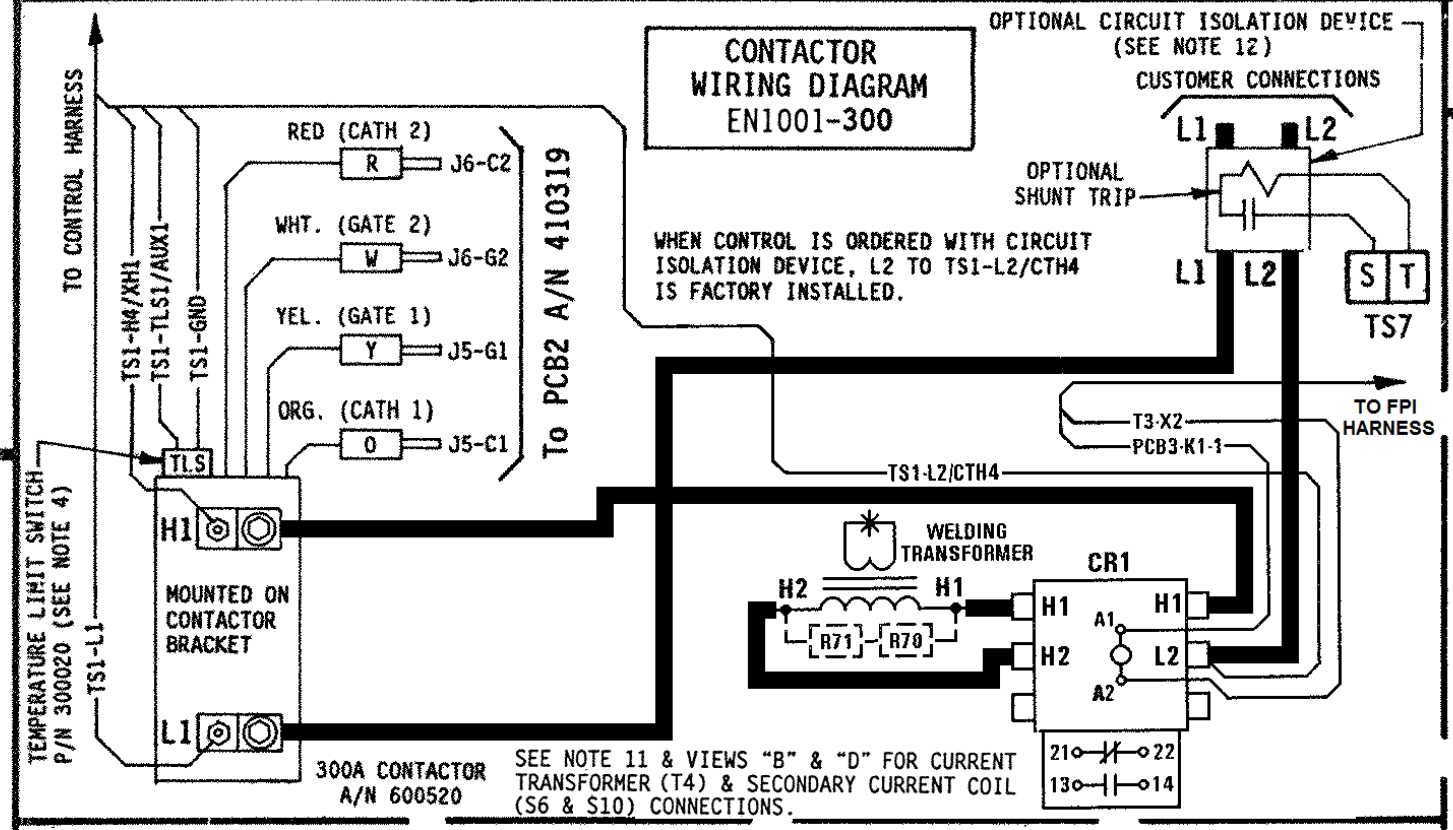 OPTIONAL CIRCUIT ISOLATION DEVICE
(SEE NOTE 12)
CUSTOMER CONNECTIONS
L1
L2
CONTACTOR
WIRING DIAGRAM
EN1001-300
TO CONTROL HARNESS
TS1-H4/XH1
TS1-TLS1/AUX1
TS1-GND
RED (CATH 2)
R
J6-C2
WHT. (GATE 2)
W
J6-G2
YEL. (GATE 1)
Y
J5-G1
ORG. (CATH 1)
O
J5-C1
To PCB2 A/N 410319
OPTIONAL
SHUNT TRIP
WHEN CONTROL IS ORDERED WITH CIRCUIT
ISOLATION DEVICE, L2 TO TS1-L2/CTH4
IS FACTORY INSTALLED.
L1
L2
S
T
TS7
TO FPI
HARNESS
T3-X2
PCB3-K1-1
TS1-L2/CTH4
TLS
TEMPERATURE LIMIT SWITCH
P/N 300020 (SEE NOTE 4)
TS1-L1
H1
MOUNTED ON
CONTACTOR
BRACKET
L1
300A CONTACTOR
A/N 600520
WELDING
TRANSFORMER
H2
H1
R71
R70
CR1
H1
H1
A1
H2
L2
A2
21
22
13
14
SEE NOTE 11 & VIEWS "B" & "D" FOR CURRENT
TRANSFORMER (T4) & SECONDARY CURRENT COIL
(S6 & S10) CONNECTIONS.